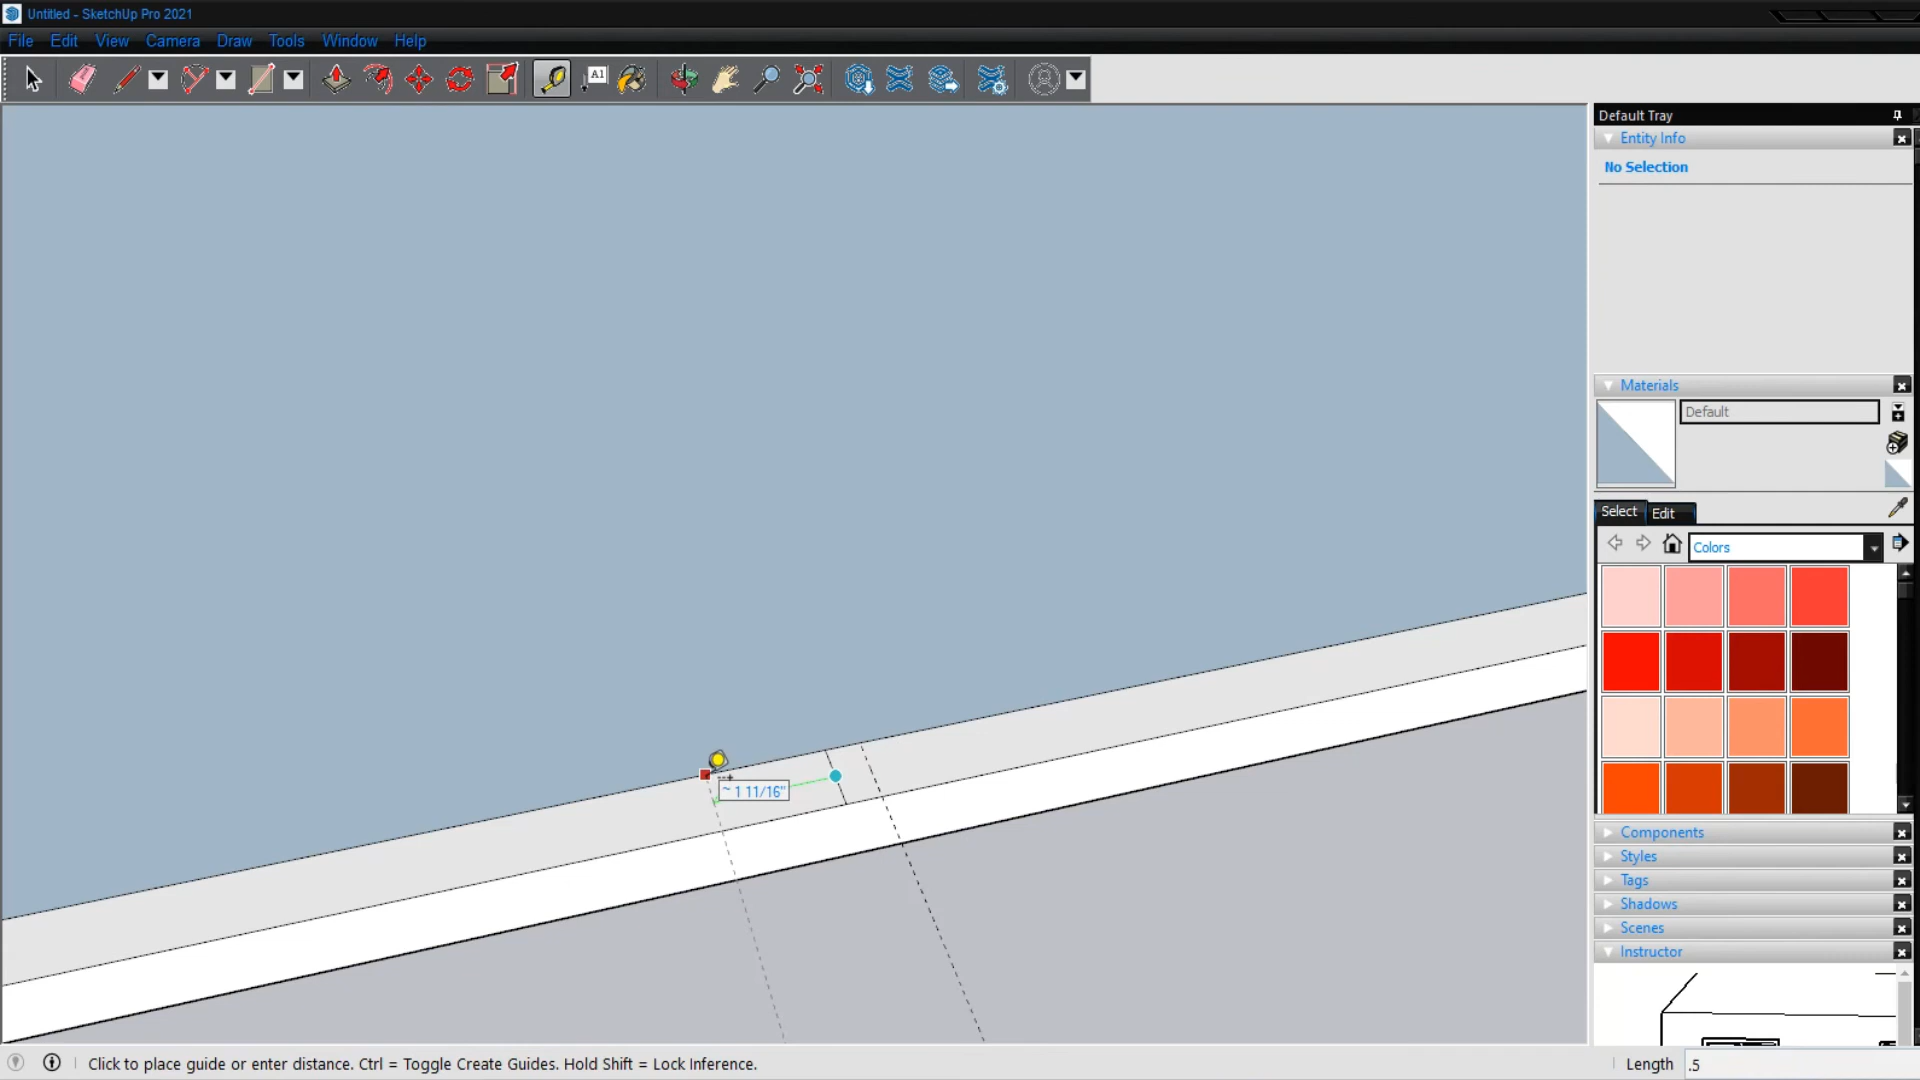 Untitled - SketchUp Pro 2021
File Edit View Camera Draw Tools Window Help
A1
Default Tray
Entity Info
No Selection
Materials
Default
Select Edit
Colors
~ 1 11/16"
Components
Styles
Tags
Shadows
Scenes
Instructor
Click to place guide or enter distance. Ctrl = Toggle Create Guides. Hold Shift = Lock Inference.
Length .5